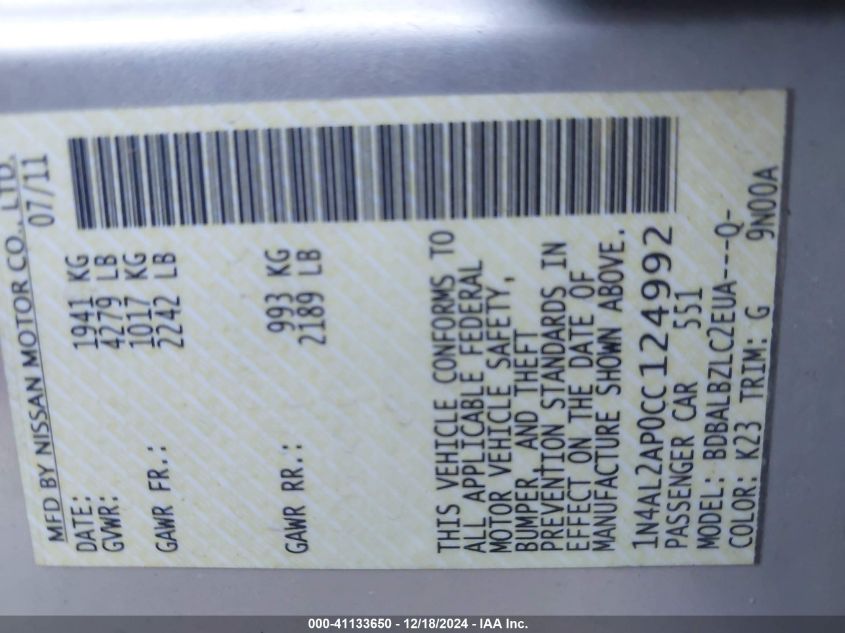 MFD BY NISSAN MOTOR CO., LTD.
DATE: 07/11
GVWR: 1941 KG
4279 LB
GAWR FR.: 1017 KG
2242 LB
GAWR RR.: 993 KG
2189 LB
THIS VEHICLE CONFORMS TO
ALL APPLICABLE FEDERAL
MOTOR VEHICLE SAFETY,
BUMPER, AND THEFT
PREVENTION STANDARDS IN
EFFECT ON THE DATE OF
MANUFACTURE SHOWN ABOVE.
1N4AL2AP0CC124992
PASSENGER CAR 551
MODEL: BDBALBZLC2EUA---Q-
COLOR: K23 TRIM: G 9N00A
000-41133650 - 12/18/2024 - IAA Inc.